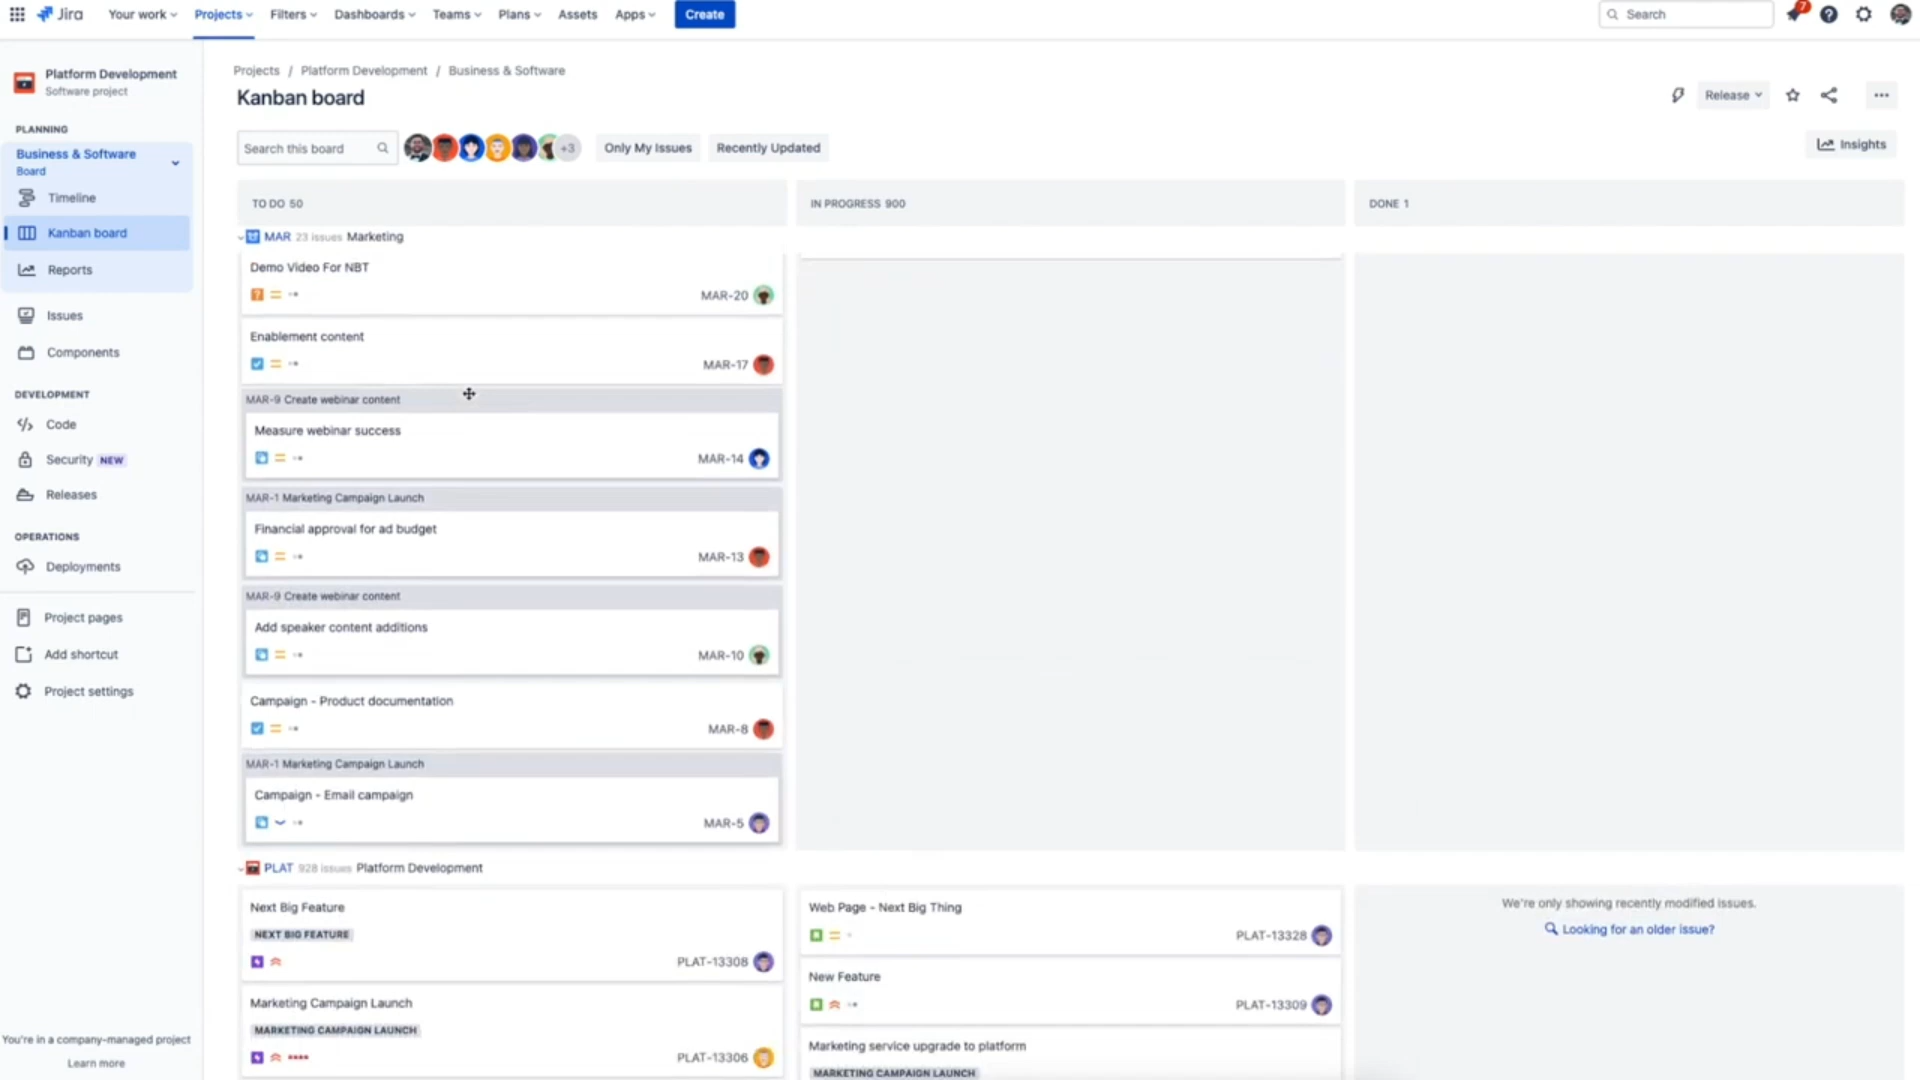 Jira Your work Projects Filters Dashboards Teams Plans Assets Apps Create Search 7
Platform Development
Software project
PLANNING
Business & Software
Board
Timeline
Kanban board
Reports
Issues
Components
DEVELOPMENT
Code
Security NEW
Releases
OPERATIONS
Deployments
Project pages
Add shortcut
Project settings
You're in a company-managed project
Learn more
Projects / Platform Development / Business & Software
Kanban board
Release
Search this board +3 Only My Issues Recently Updated Insights
TO DO 50 IN PROGRESS 900 DONE 1
MAR 23 issues Marketing
Demo Video For NBT
MAR-20
Enablement content
MAR-17
MAR-9 Create webinar content
Measure webinar success
MAR-14
MAR-1 Marketing Campaign Launch
Financial approval for ad budget
MAR-13
MAR-9 Create webinar content
Add speaker content additions
MAR-10
Campaign - Product documentation
MAR-8
MAR-1 Marketing Campaign Launch
Campaign - Email campaign
MAR-5
PLAT 928 issues Platform Development
Next Big Feature
NEXT BIG FEATURE
PLAT-13308
Marketing Campaign Launch
MARKETING CAMPAIGN LAUNCH
PLAT-13306
Web Page - Next Big Thing
PLAT-13328
New Feature
PLAT-13309
Marketing service upgrade to platform
MARKETING CAMPAIGN LAUNCH
We're only showing recently modified issues.
Looking for an older issue?